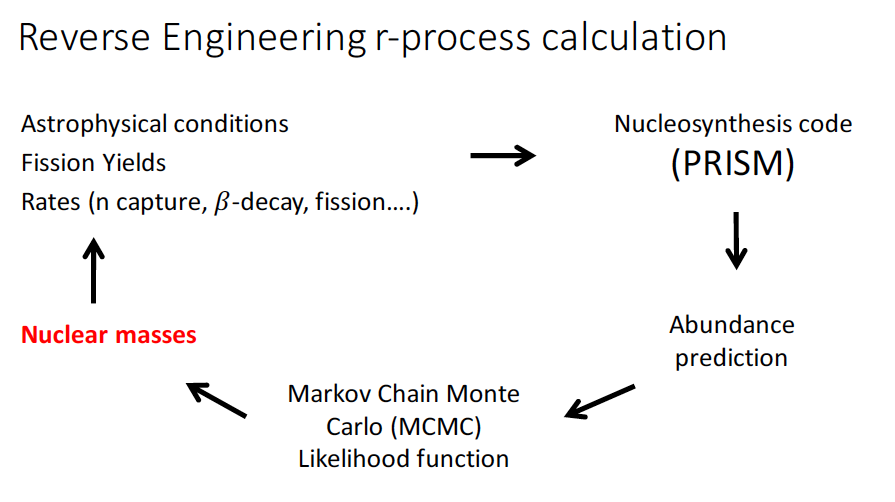 Reverse Engineering r-process calculation
Astrophysical conditions
Fission Yields
Rates (n capture, 𝛽-decay, fission....)
Nucleosynthesis code
(PRISM)
Abundance
prediction
Markov Chain Monte
Carlo (MCMC)
Likelihood function
Nuclear masses